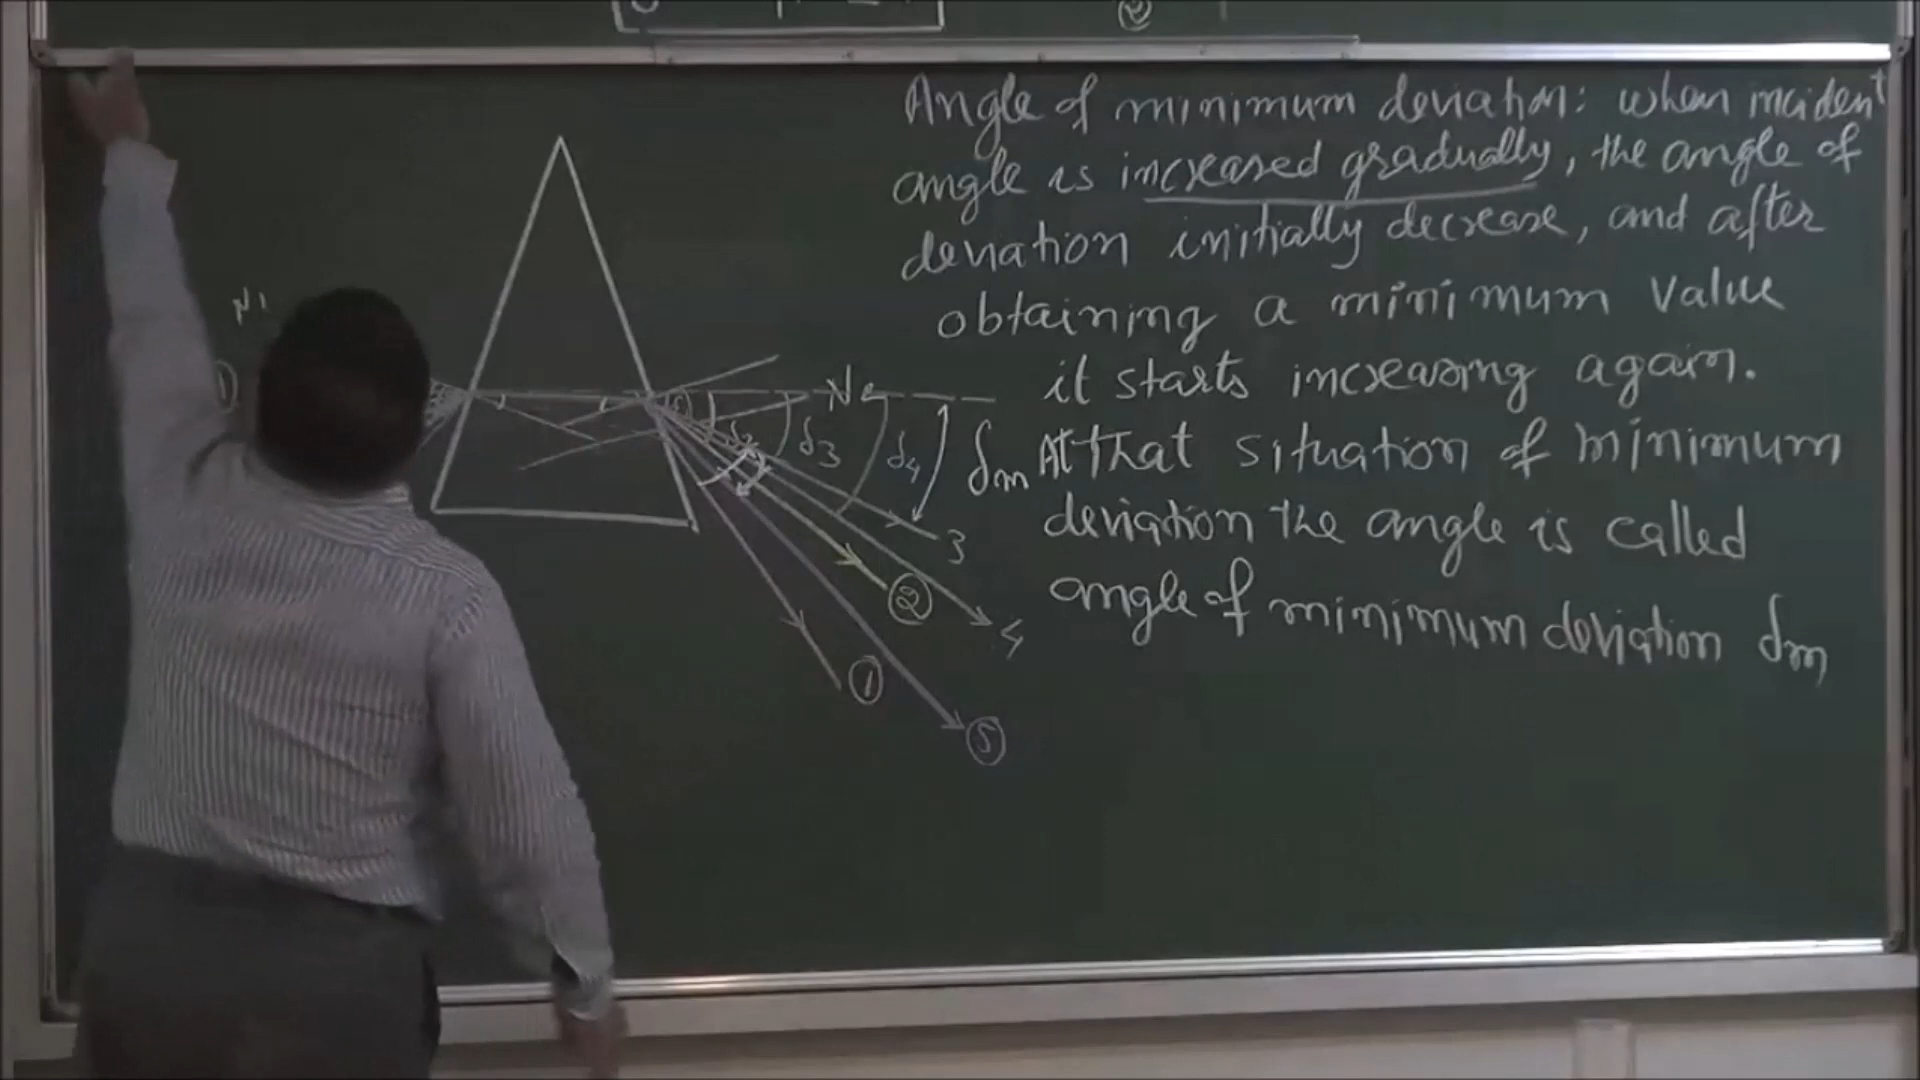 Angle of minimum deviation: when incident
angle is increased gradually, the angle of
deviation initially decrease, and after
obtaining a minimum value
it starts increasing again.
At that situation of minimum
deviation the angle is called
angle of minimum deviation δm
N1
N2
δ2
δ3
δ4
δm
3
②
4
①
⑤